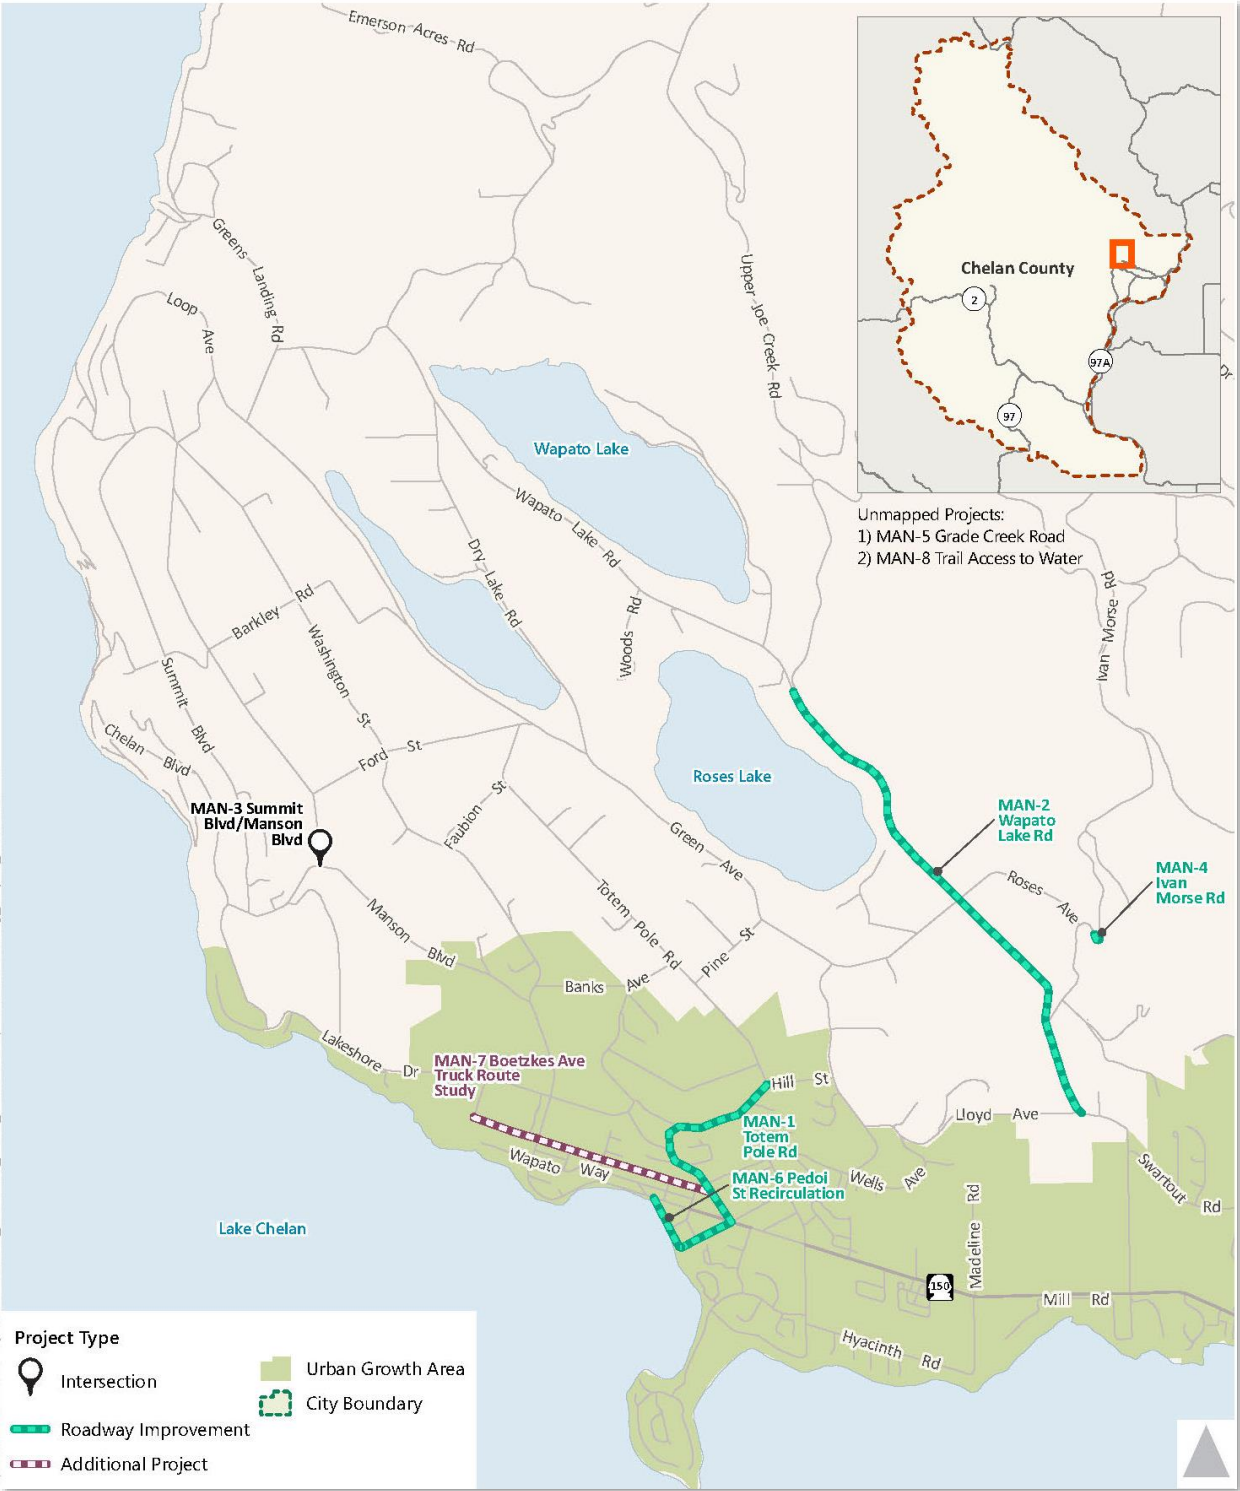 Emerson Acres Rd
Greens Landing Rd
Loop Ave
Upper Joe Creek Rd
Chelan County
2
97A
97
Wapato Lake
Wapato Lake Rd
Dry Lake Rd
Woods Rd
Unmapped Projects:
1) MAN-5 Grade Creek Road
2) MAN-8 Trail Access to Water
Ivan Morse Rd
Barkley Rd
Washington St
Summit Blvd
Chelan Blvd
Ford St
Faubion St
Roses Lake
Green Ave
MAN-3 Summit
Blvd/Manson
Blvd
MAN-2
Wapato
Lake Rd
MAN-4
Ivan
Morse Rd
Roses Ave
Manson Blvd
Totem Pole Rd
Pine St
Banks Ave
Lakeshore Dr
MAN-7 Boetzkes Ave
Truck Route
Study
Hill St
MAN-1
Totem
Pole Rd
Lloyd Ave
Wapato Way
MAN-6 Pedoi
St Recirculation
Wells Ave
Swartout Rd
Madeline Rd
Lake Chelan
150
Mill Rd
Hyacinth Rd
Project Type
Intersection
Roadway Improvement
Additional Project
Urban Growth Area
City Boundary